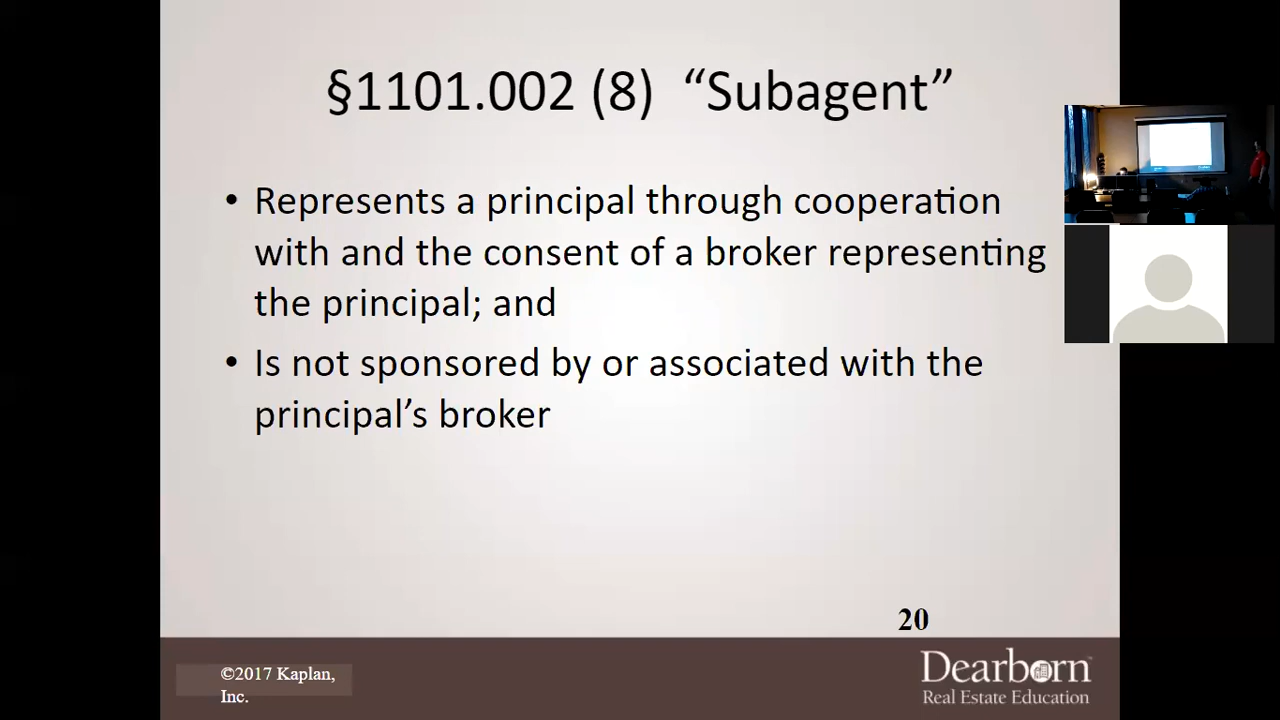 §1101.002 (8) “Subagent”
• Represents a principal through cooperation
with and the consent of a broker representing
the principal; and
• Is not sponsored by or associated with the
principal’s broker
20
©2017 Kaplan,
Inc.
Dearborn
Real Estate Education